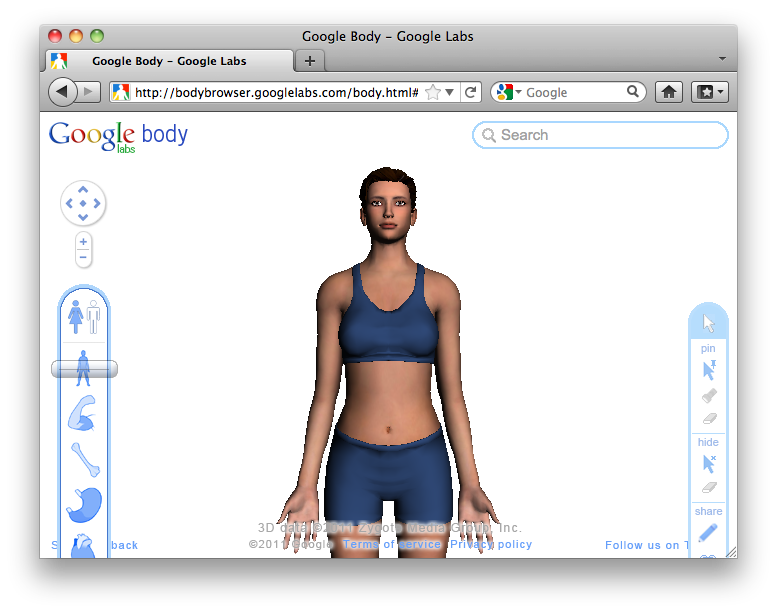 Google Body – Google Labs
Google Body – Google Labs
http://bodybrowser.googlelabs.com/body.html#
Google
Google body
labs
Search
pin
hide
share
3D data ©2011 Zygote Media Group, Inc.
©2011 Google Terms of service Privacy policy
back
Follow us on T